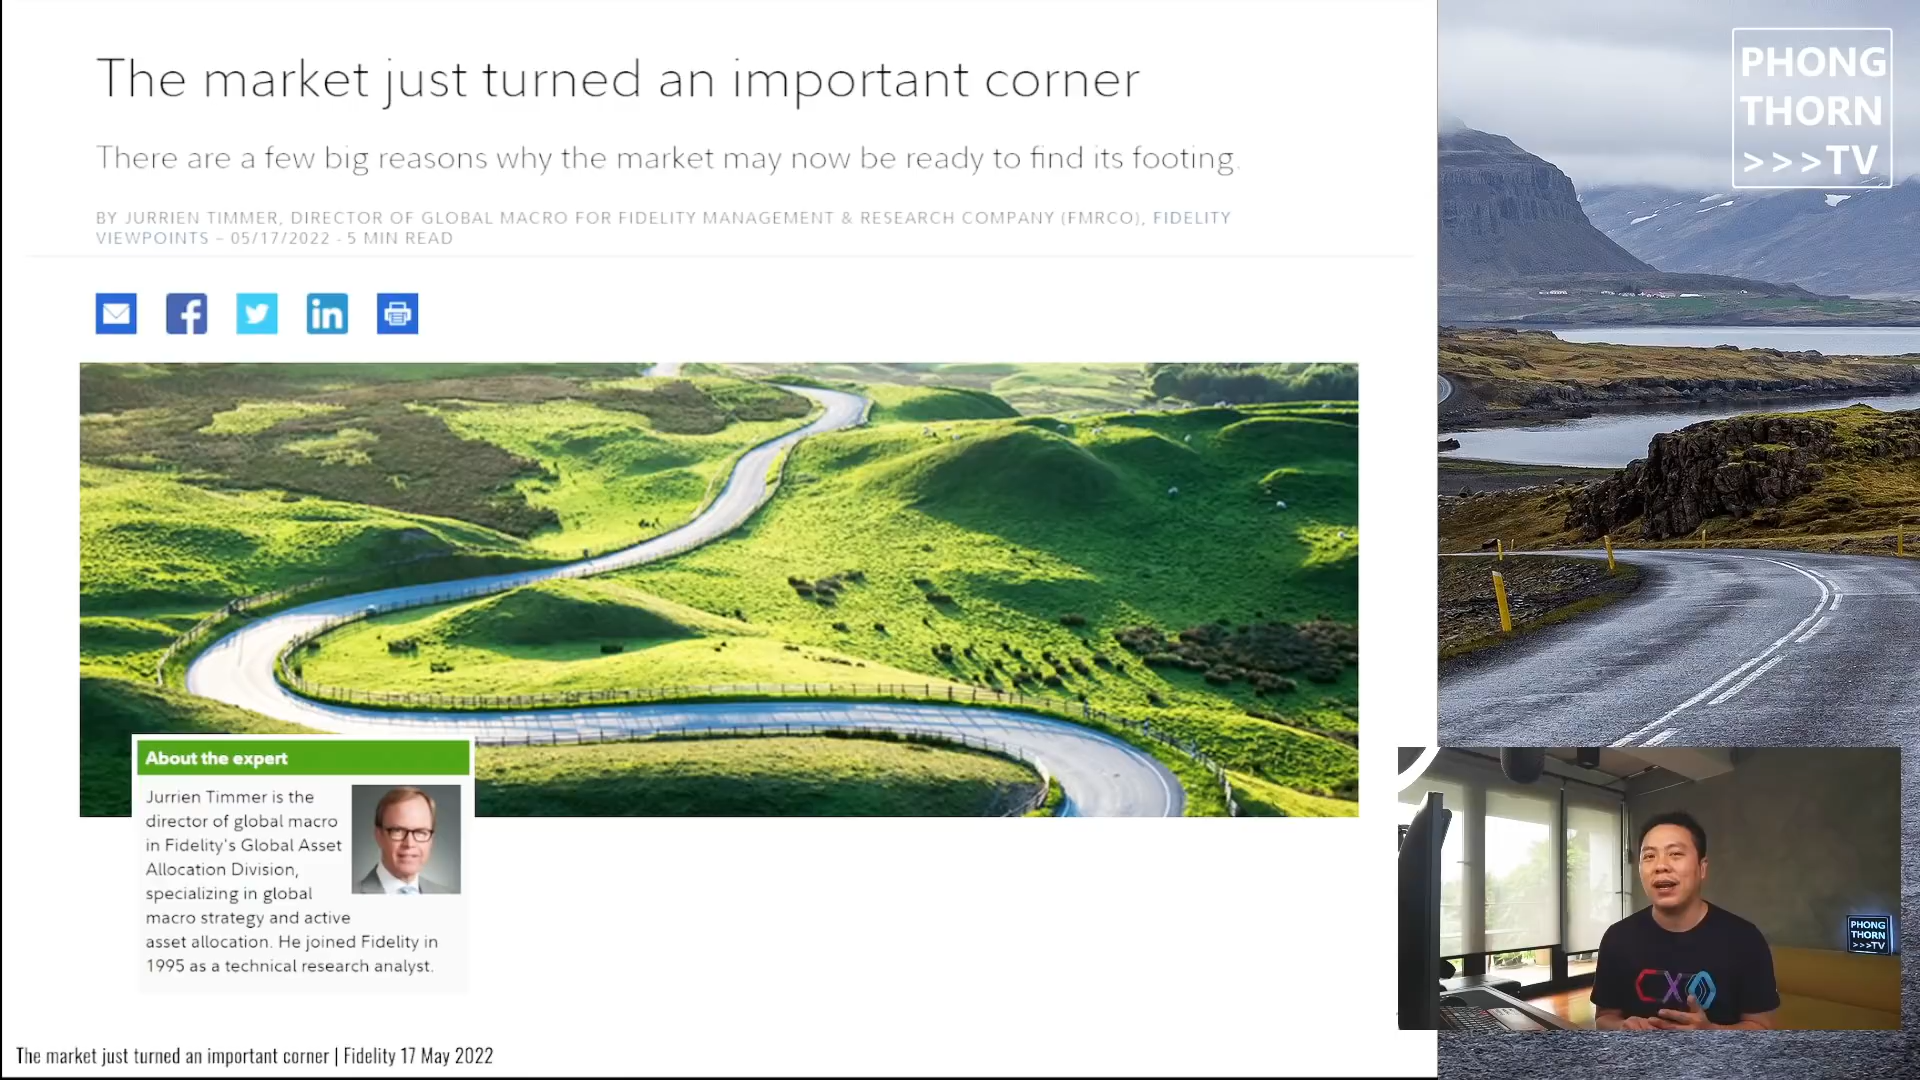 The market just turned an important corner
There are a few big reasons why the market may now be ready to find its footing.
BY JURRIEN TIMMER, DIRECTOR OF GLOBAL MACRO FOR FIDELITY MANAGEMENT & RESEARCH COMPANY (FMRCO), FIDELITY
VIEWPOINTS – 05/17/2022 - 5 MIN READ
f
in
About the expert
Jurrien Timmer is the
director of global macro
in Fidelity's Global Asset
Allocation Division,
specializing in global
macro strategy and active
asset allocation. He joined Fidelity in
1995 as a technical research analyst.
The market just turned an important corner | Fidelity 17 May 2022
PHONG
THORN
>>>TV
PHONG
THORN
>>>TV
CXO